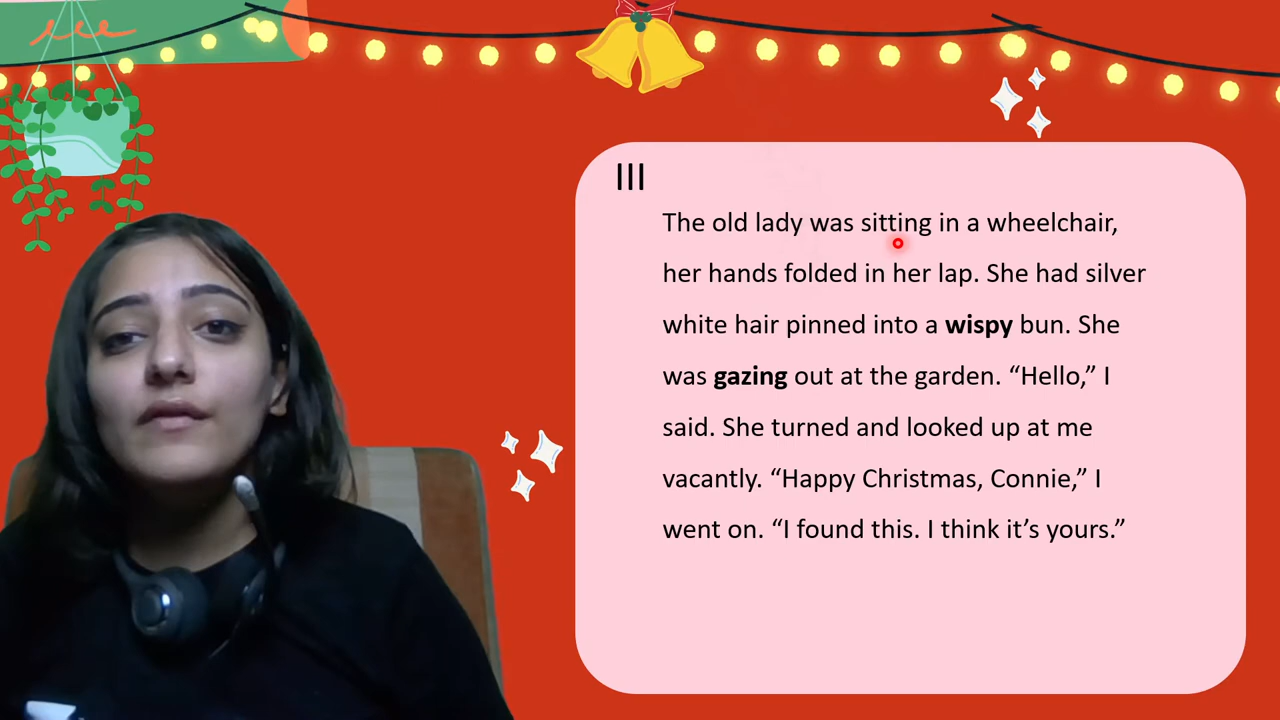 III
The old lady was sitting in a wheelchair,
her hands folded in her lap. She had silver
white hair pinned into a wispy bun. She
was gazing out at the garden. “Hello,” I
said. She turned and looked up at me
vacantly. “Happy Christmas, Connie,” I
went on. “I found this. I think it’s yours.”